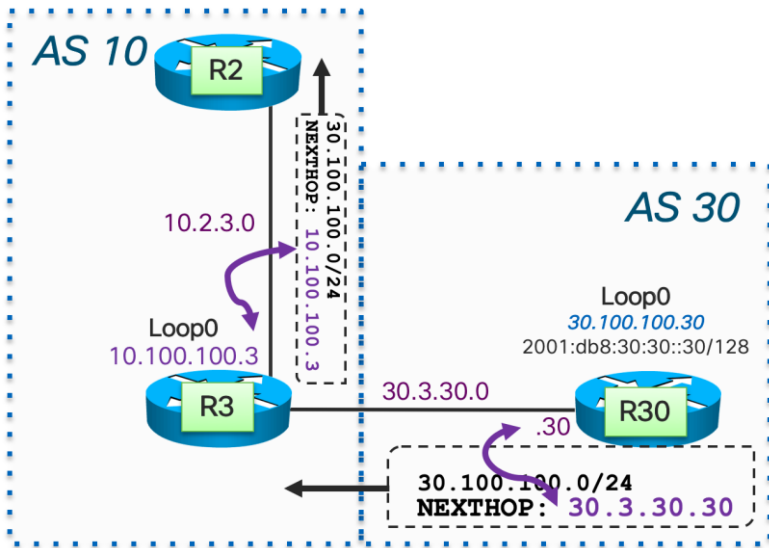 AS 10
R2
30.100.100.0/24
NEXTHOP: 10.100.100.3
10.2.3.0
Loop0
10.100.100.3
R3
AS 30
Loop0
30.100.100.30
2001:db8:30:30::30/128
30.3.30.0
.30
R30
30.100.100.0/24
NEXTHOP: 30.3.30.30